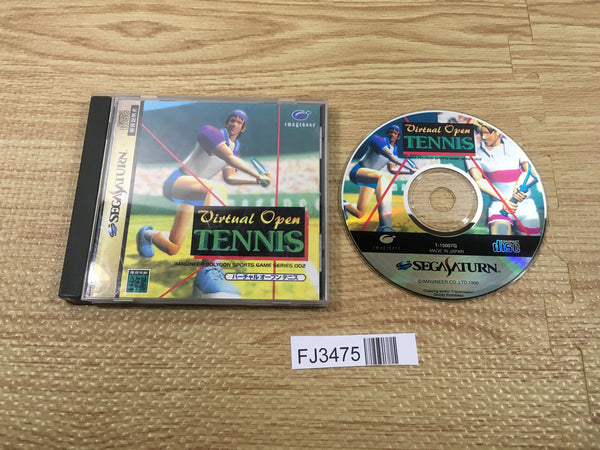 imagineer
SEGA SATURN
Virtual Open
TENNIS
IMAGINEER POLYGON SPORTS GAME SERIES 002
バーチャルオープンテニス
Virtual Open
TENNIS
imagineer
T-15007G
MADE IN JAPAN
disc
SEGA SATURN
©IMAGINEER CO.,LTD.1995
FJ3475